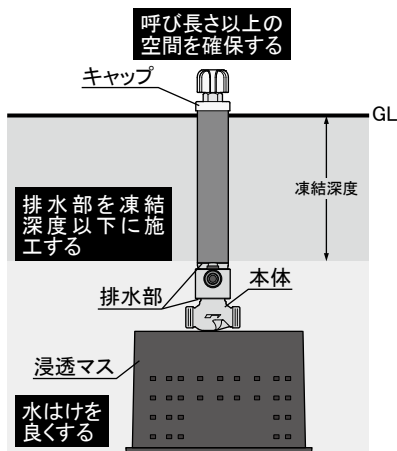 呼び長さ以上の
空間を確保する
キャップ
GL
凍結深度
排水部を凍結
深度以下に施
工する
排水部
本体
浸透マス
水はけを
良くする